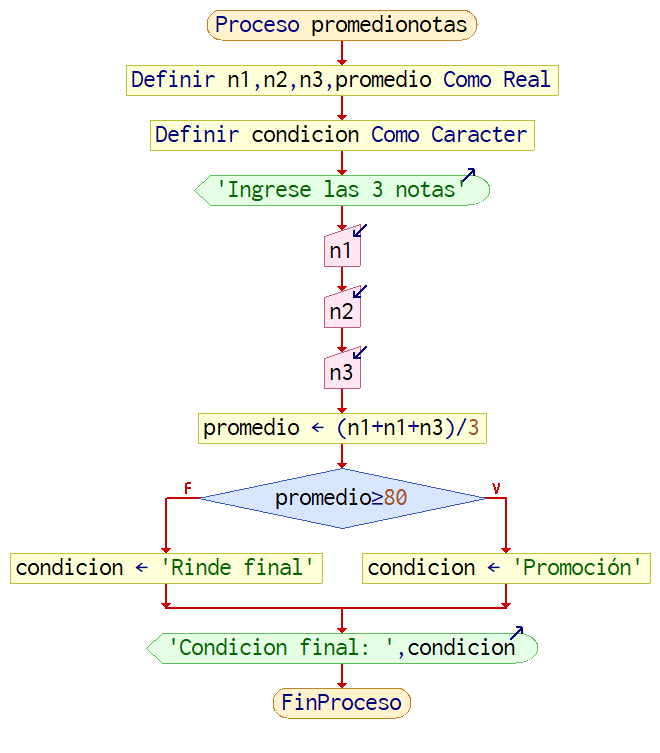 Proceso promedionotas
Definir n1,n2,n3,promedio Como Real
Definir condicion Como Caracter
'Ingrese las 3 notas'
n1
n2
n3
promedio ← (n1+n1+n3)/3
F
promedio≥80
V
condicion ← 'Rinde final'
condicion ← 'Promoción'
'Condicion final: ',condicion
FinProceso